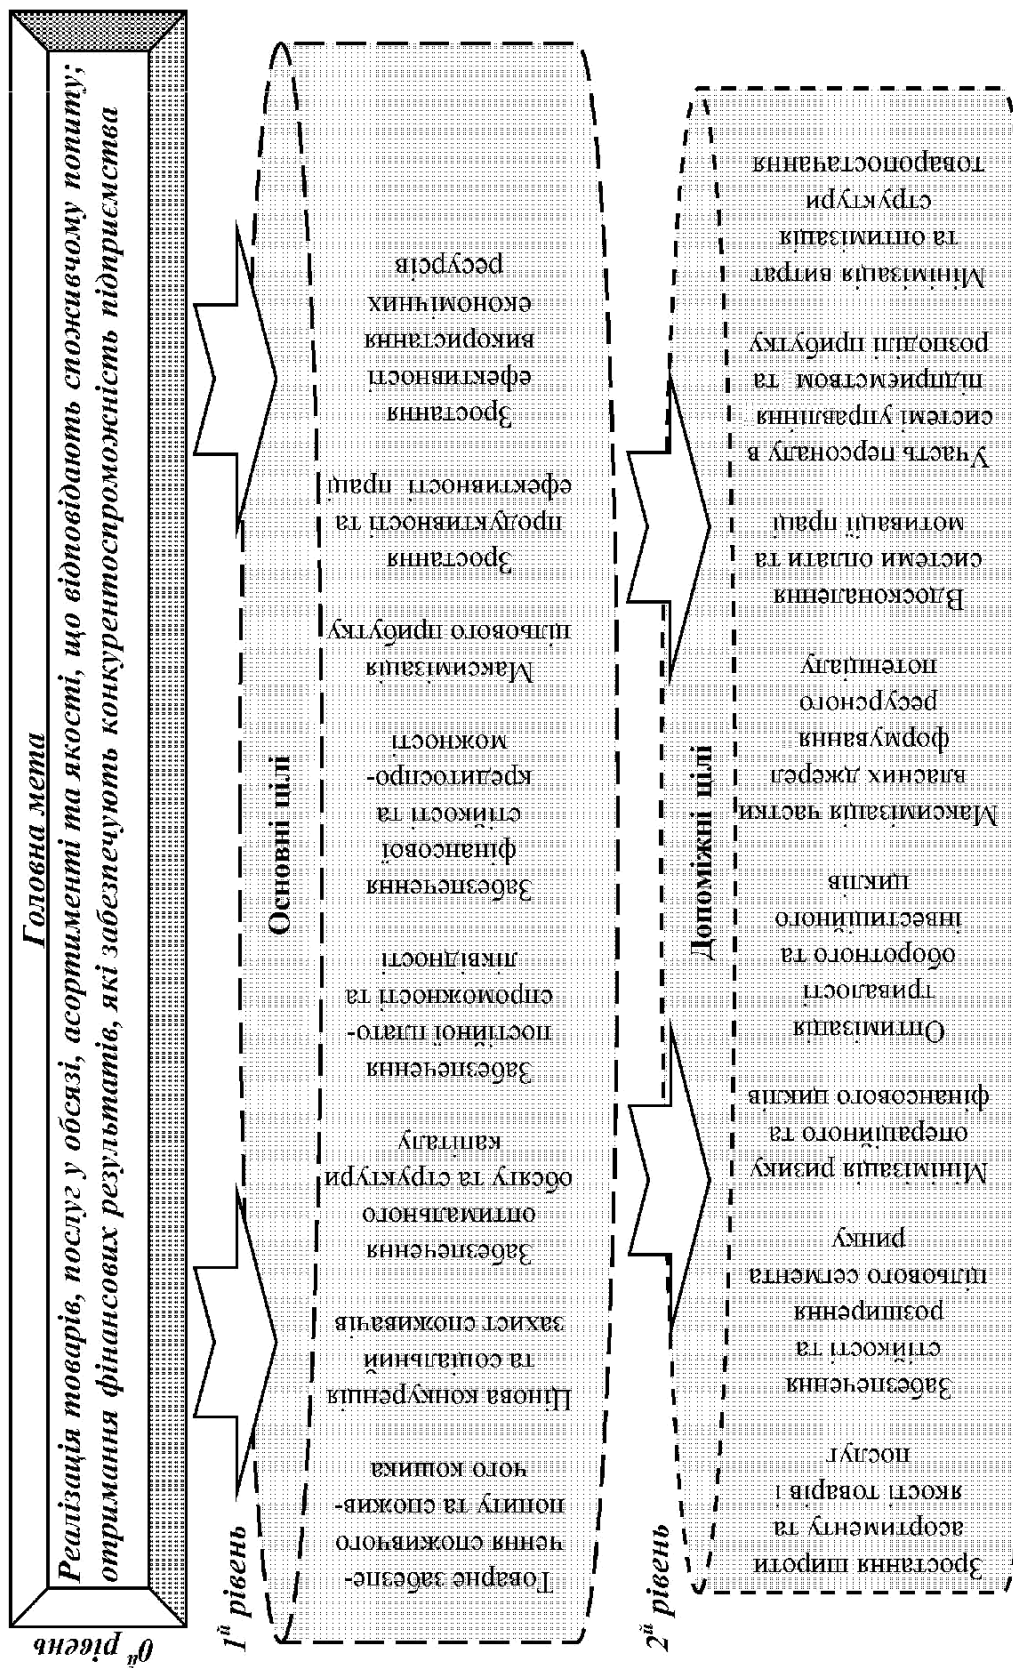 0й рівень
Головна мета
Реалізація товарів, послуг у обсязі, асортименті та якості, що відповідають споживчому попиту;
отримання фінансових результатів, які забезпечують конкурентоспроможність підприємства
1й рівень
Основні цілі
Товарне забезпе-
чення споживчого
попиту та спожив-
чого кошика
Цінова конкуренція
та соціальний
захист споживачів
Забезпечення
оптимального
обсягу та структури
капіталу
Забезпечення
постійної плато-
спроможності та
ліквідності
Забезпечення
фінансової
стійкості та
кредитоспро-
можності
Максимізація
цільового прибутку
Зростання
продуктивності та
ефективності праці
Зростання
ефективності
використання
економічних
ресурсів
2й рівень
Допоміжні цілі
Зростання широти
асортименту та
якості товарів і
послуг
Забезпечення
стійкості та
розширення
цільового сегмента
ринку
Мінімізація ризику
операційного та
фінансового циклів
Оптимізація
тривалості
оборотного та
інвестиційного
циклів
Максимізація частки
власних джерел
формування
ресурсного
потенціалу
Вдосконалення
системи оплати та
мотивації праці
Участь персоналу в
системі управління
підприємством та
розподілі прибутку
Мінімізація витрат
та оптимізація
структури
товаропостачання